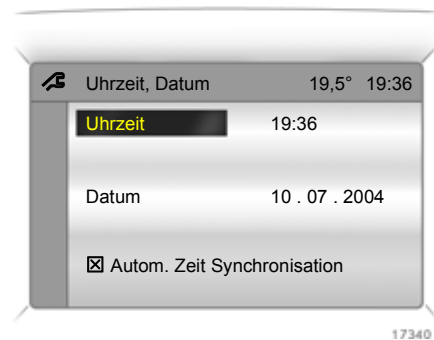 Uhrzeit, Datum 19,5° 19:36
Uhrzeit 19:36
Datum 10 . 07 . 2004
☒ Autom. Zeit Synchronisation
17340